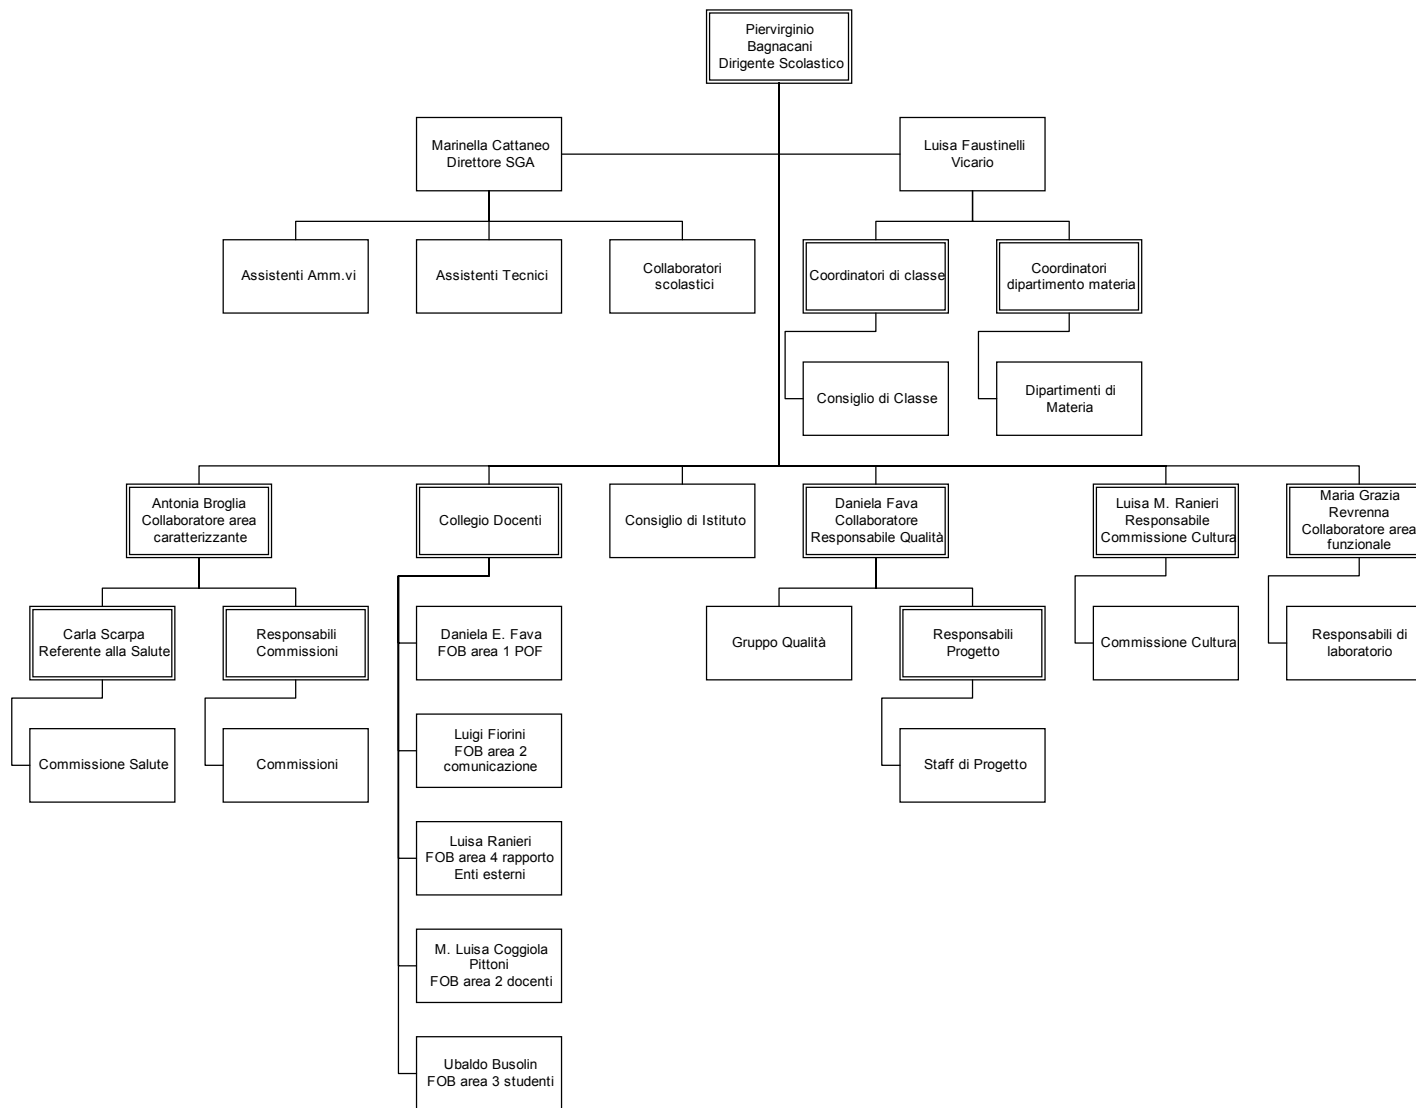 Piervirginio
Bagnacani
Dirigente Scolastico
Marinella Cattaneo
Direttore SGA
Luisa Faustinelli
Vicario
Assistenti Amm.vi
Assistenti Tecnici
Collaboratori
scolastici
Coordinatori di classe
Coordinatori
dipartimento materia
Consiglio di Classe
Dipartimenti di
Materia
Antonia Broglia
Collaboratore area
caratterizzante
Collegio Docenti
Consiglio di Istituto
Daniela Fava
Collaboratore
Responsabile Qualità
Luisa M. Ranieri
Responsabile
Commissione Cultura
Maria Grazia
Revrenna
Collaboratore area
funzionale
Carla Scarpa
Referente alla Salute
Responsabili
Commissioni
Daniela E. Fava
FOB area 1 POF
Gruppo Qualità
Responsabili
Progetto
Commissione Cultura
Responsabili di
laboratorio
Commissione Salute
Commissioni
Luigi Fiorini
FOB area 2
comunicazione
Staff di Progetto
Luisa Ranieri
FOB area 4 rapporto
Enti esterni
M. Luisa Coggiola
Pittoni
FOB area 2 docenti
Ubaldo Busolin
FOB area 3 studenti